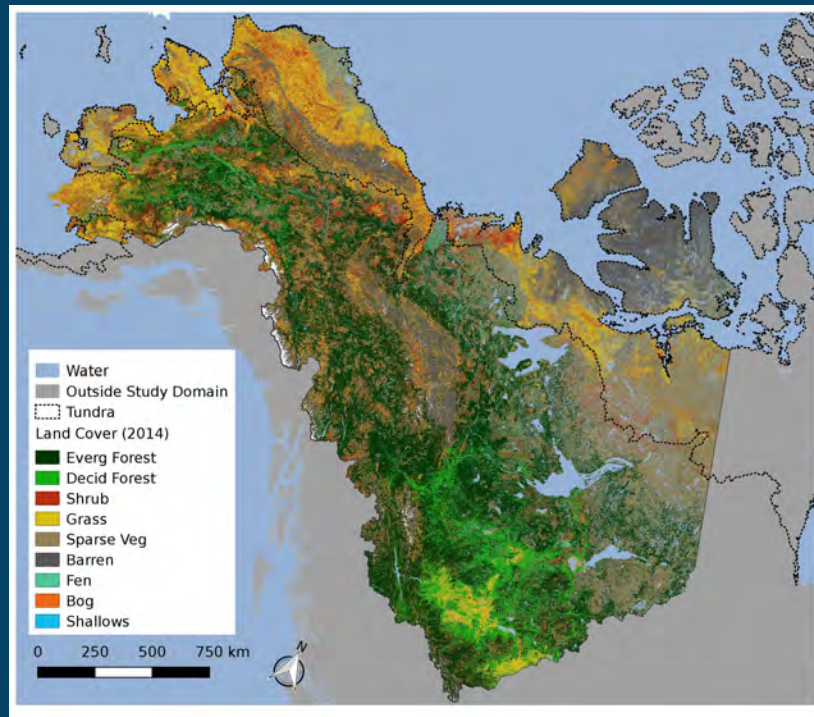 Water
Outside Study Domain
Tundra
Land Cover (2014)
Everg Forest
Decid Forest
Shrub
Grass
Sparse Veg
Barren
Fen
Bog
Shallows
0 250 500 750 km
N